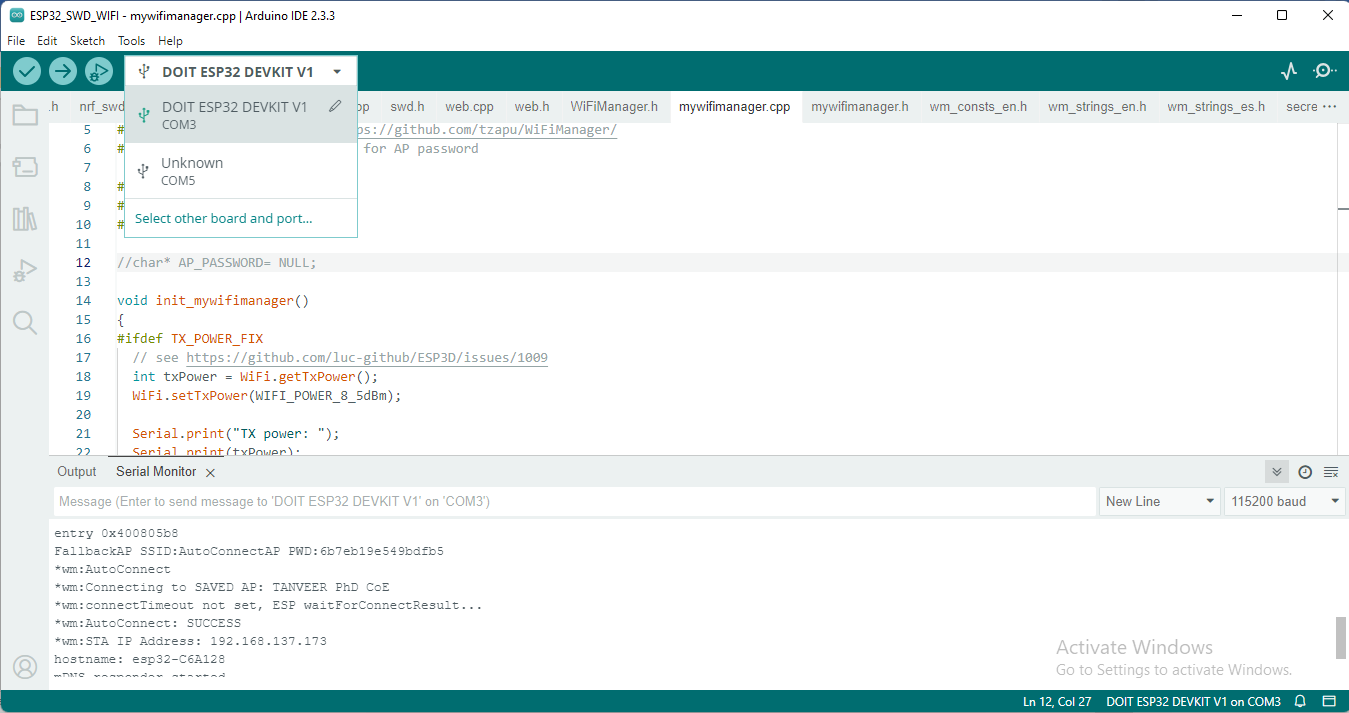 ESP32_SWD_WIFI - mywifimanager.cpp | Arduino IDE 2.3.3
File Edit Sketch Tools Help
DOIT ESP32 DEVKIT V1
DOIT ESP32 DEVKIT V1
COM3
Unknown
COM5
Select other board and port...
.h nrf_swd pp swd.h web.cpp web.h WiFiManager.h mywifimanager.cpp mywifimanager.h wm_consts_en.h wm_strings_en.h wm_strings_es.h secre ···
5 # ps://github.com/tzapu/WiFiManager/
6 # for AP password
7
8 #
9 #
10 #
11
12 //char* AP_PASSWORD= NULL;
13
14 void init_mywifimanager()
15 {
16 #ifdef TX_POWER_FIX
17 // see https://github.com/luc-github/ESP3D/issues/1009
18 int txPower = WiFi.getTxPower();
19 WiFi.setTxPower(WIFI_POWER_8_5dBm);
20
21 Serial.print("TX power: ");
22 Serial.print(txPower);
Output Serial Monitor
Message (Enter to send message to 'DOIT ESP32 DEVKIT V1' on 'COM3')
New Line 115200 baud
entry 0x400805b8
FallbackAP SSID:AutoConnectAP PWD:6b7eb19e549bdfb5
*wm:AutoConnect
*wm:Connecting to SAVED AP: TANVEER PhD CoE
*wm:connectTimeout not set, ESP waitForConnectResult...
*wm:AutoConnect: SUCCESS
*wm:STA IP Address: 192.168.137.173
hostname: esp32-C6A128
mDNS responder started
Activate Windows
Go to Settings to activate Windows.
Ln 12, Col 27 DOIT ESP32 DEVKIT V1 on COM3